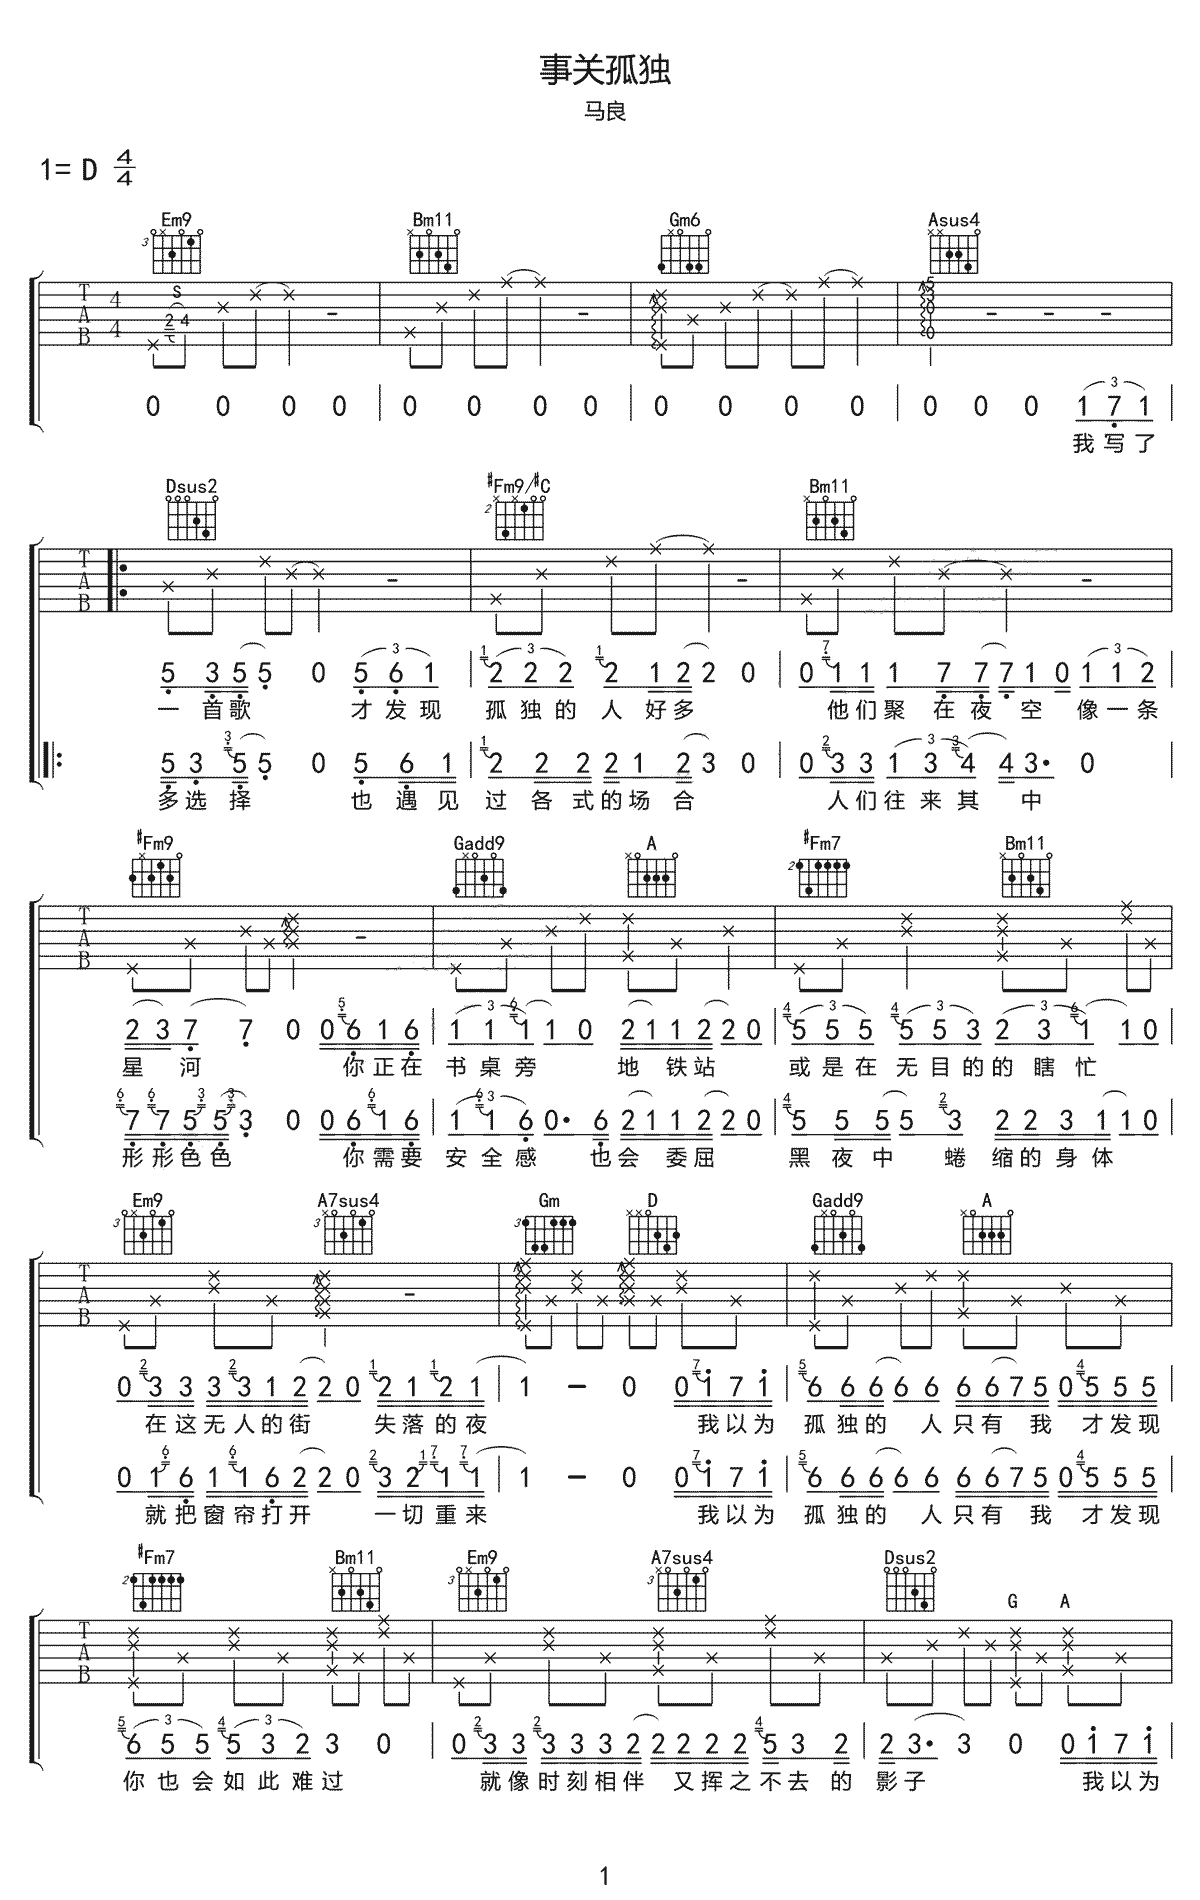 事关孤独
马良
1= D 4/4
Em9 Bm11 Gm6 Asus4
0 0 0 0 0 0 0 0 0 0 0 0 0 0 0 1 7 1
我 写 了
Dsus2 #Fm9/#C Bm11
5 3 5 5 0 5 6 1 2 2 2 2 1 2 2 0 0 1 1 1 7 7 7 1 0 1 1 2
一 首 歌 才 发 现 孤 独 的 人 好 多 他 们 聚 在 夜 空 像 一 条
5 3 5 5 0 5 6 1 2 2 2 2 1 2 3 0 0 3 3 1 3 4 4 3· 0
多 选 择 也 遇 见 过 各 式 的 场 合 人 们 往 来 其 中
#Fm9 Gadd9 A #Fm7 Bm11
2 3 7 7 0 0 6 1 6 1 1 1 1 0 2 1 1 2 2 0 5 5 5 5 5 3 2 3 1 1 0
星 河 你 正 在 书 桌 旁 地 铁 站 或 是 在 无 目 的 的 瞎 忙
7 7 5 5 3 0 0 6 1 6 1 1 6 0· 6 2 1 1 2 2 0 5 5 5 5 3 2 2 3 1 1 0
形 形 色 色 你 需 要 安 全 感 也 会 委 屈 黑 夜 中 蜷 缩 的 身 体
Em9 A7sus4 Gm D Gadd9 A
0 3 3 3 3 1 2 2 0 2 1 2 1 1 – 0 0 1 7 1 6 6 6 6 6 6 6 7 5 0 5 5 5
在 这 无 人 的 街 失 落 的 夜 我 以 为 孤 独 的 人 只 有 我 才 发 现
0 1 6 1 1 6 2 2 0 3 2 1 1 1 – 0 0 1 7 1 6 6 6 6 6 6 6 7 5 0 5 5 5
就 把 窗 帘 打 开 一 切 重 来 我 以 为 孤 独 的 人 只 有 我 才 发 现
#Fm7 Bm11 Em9 A7sus4 Dsus2 G A
6 5 5 5 3 2 3 0 0 3 3 3 3 3 2 2 2 2 2 5 3 2 2 3· 3 0 0 1 7 1
你 也 会 如 此 难 过 就 像 时 刻 相 伴 又 挥 之 不 去 的 影 子 我 以 为
1